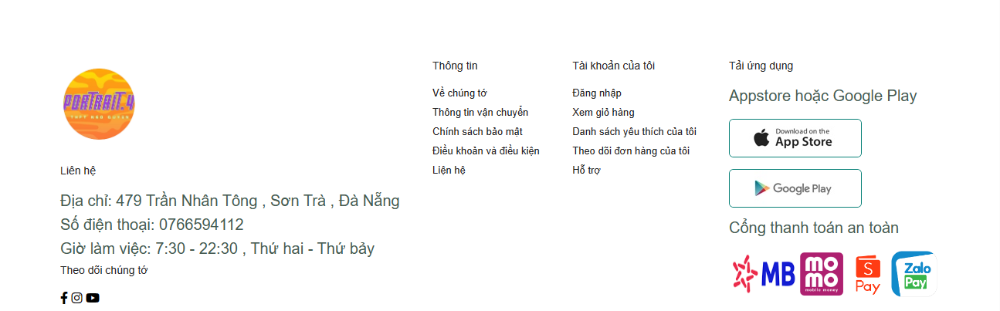 PORTRAIT.4
Liên hệ
Địa chỉ: 479 Trần Nhân Tông , Sơn Trà , Đà Nẵng
Số điện thoại: 0766594112
Giờ làm việc: 7:30 - 22:30 , Thứ hai - Thứ bảy
Theo dõi chúng tớ
Thông tin
Về chúng tớ
Thông tin vận chuyển
Chính sách bảo mật
Điều khoản và điều kiện
Liên hệ
Tài khoản của tôi
Đăng nhập
Xem giỏ hàng
Danh sách yêu thích của tôi
Theo dõi đơn hàng của tôi
Hỗ trợ
Tải ứng dụng
Appstore hoặc Google Play
Download on the
App Store
Google Play
Cổng thanh toán an toàn
MB
mo
mo
mobile money
S
Pay
Zalo
Pay